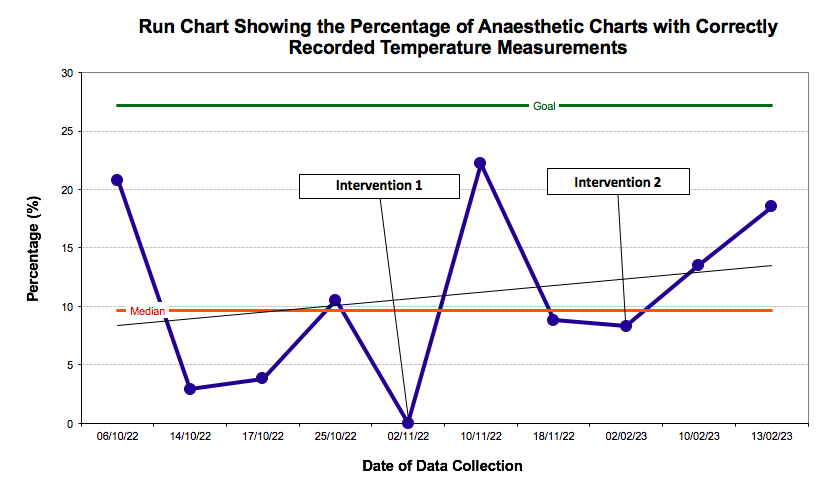 Run Chart Showing the Percentage of Anaesthetic Charts with Correctly
Recorded Temperature Measurements
Percentage (%)
30
25
20
15
10
5
0
Goal
Intervention 1
Intervention 2
Median
06/10/22 14/10/22 17/10/22 25/10/22 02/11/22 10/11/22 18/11/22 02/02/23 10/02/23 13/02/23
Date of Data Collection